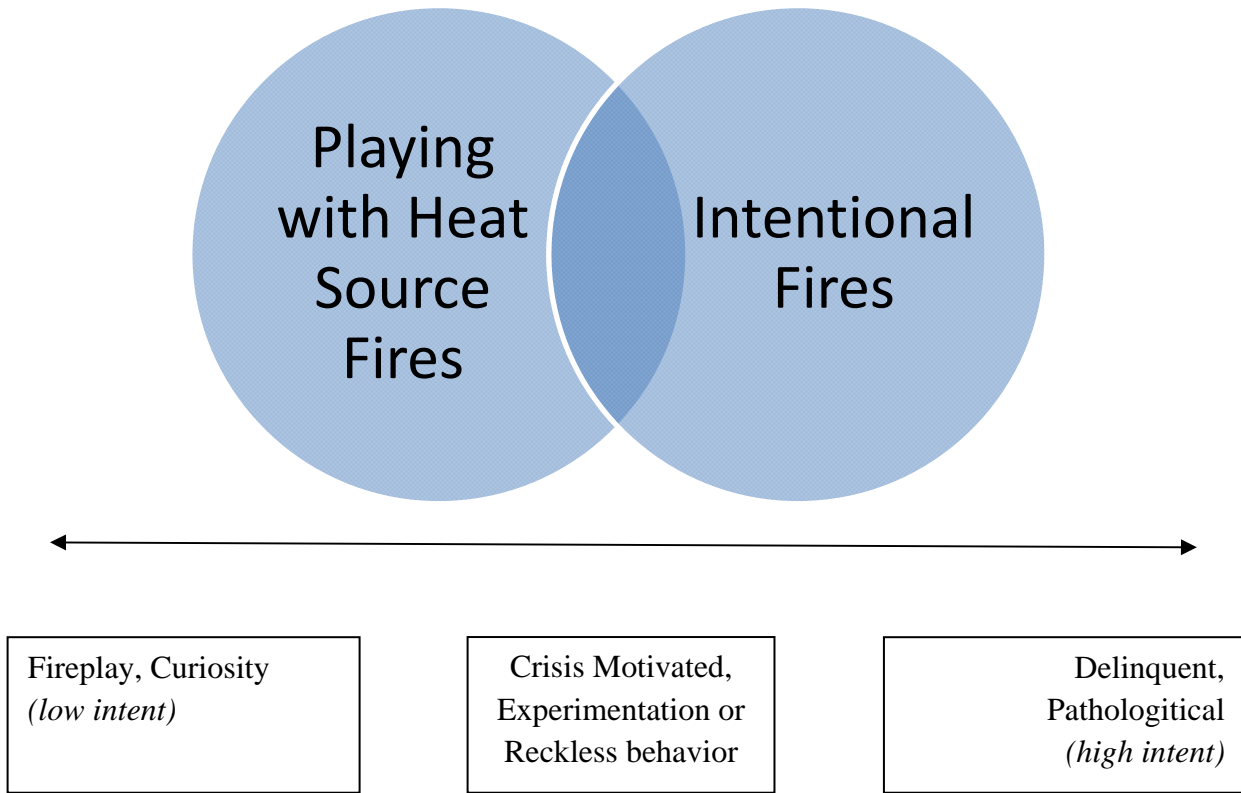 Playing
with Heat
Source
Fires
Intentional
Fires
Fireplay, Curiosity
(low intent)
Crisis Motivated,
Experimentation or
Reckless behavior
Delinquent,
Pathologitical
(high intent)